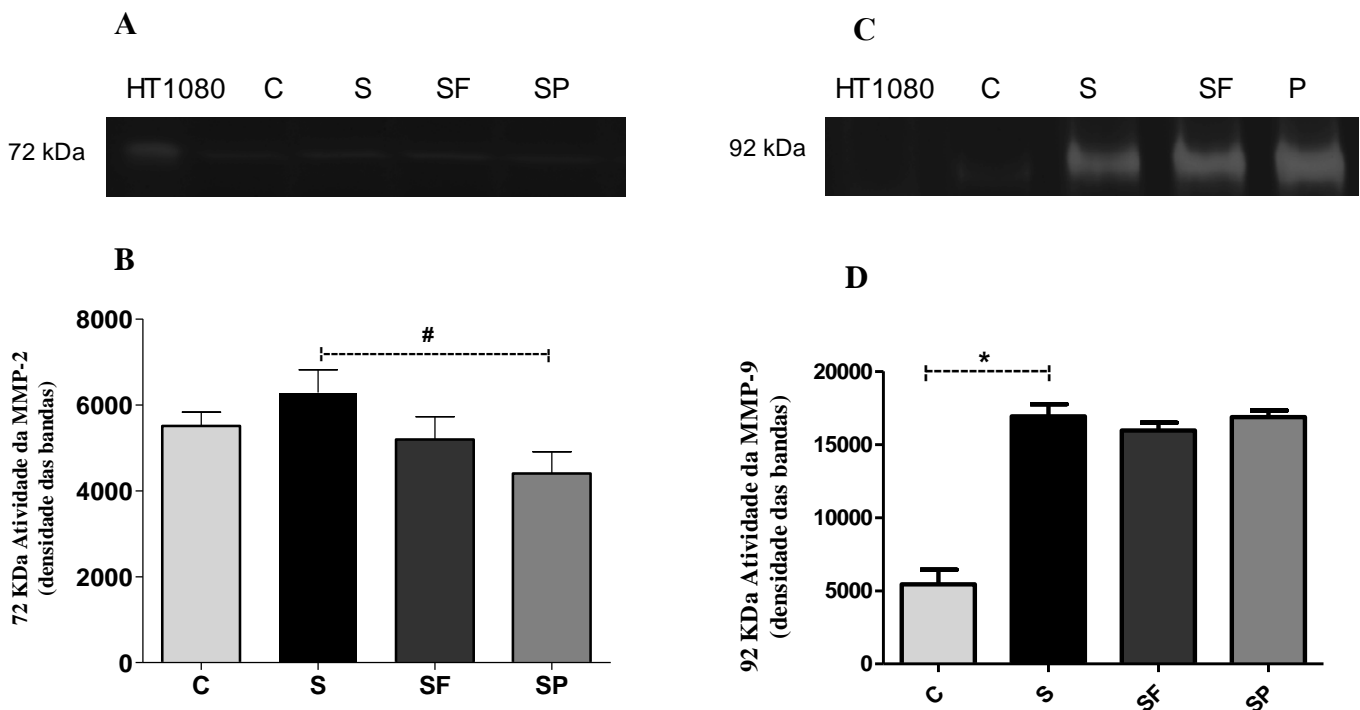 A
HT1080 C S SF SP
72 kDa
C
HT1080 C S SF P
92 kDa
B
72 KDa Atividade da MMP-2
(densidade das bandas)
8000
6000
4000
2000
0
#
C S SF SP
D
92 KDa Atividade da MMP-9
((densidade das bandas)
20000
15000
10000
5000
0
*
C S SF SP